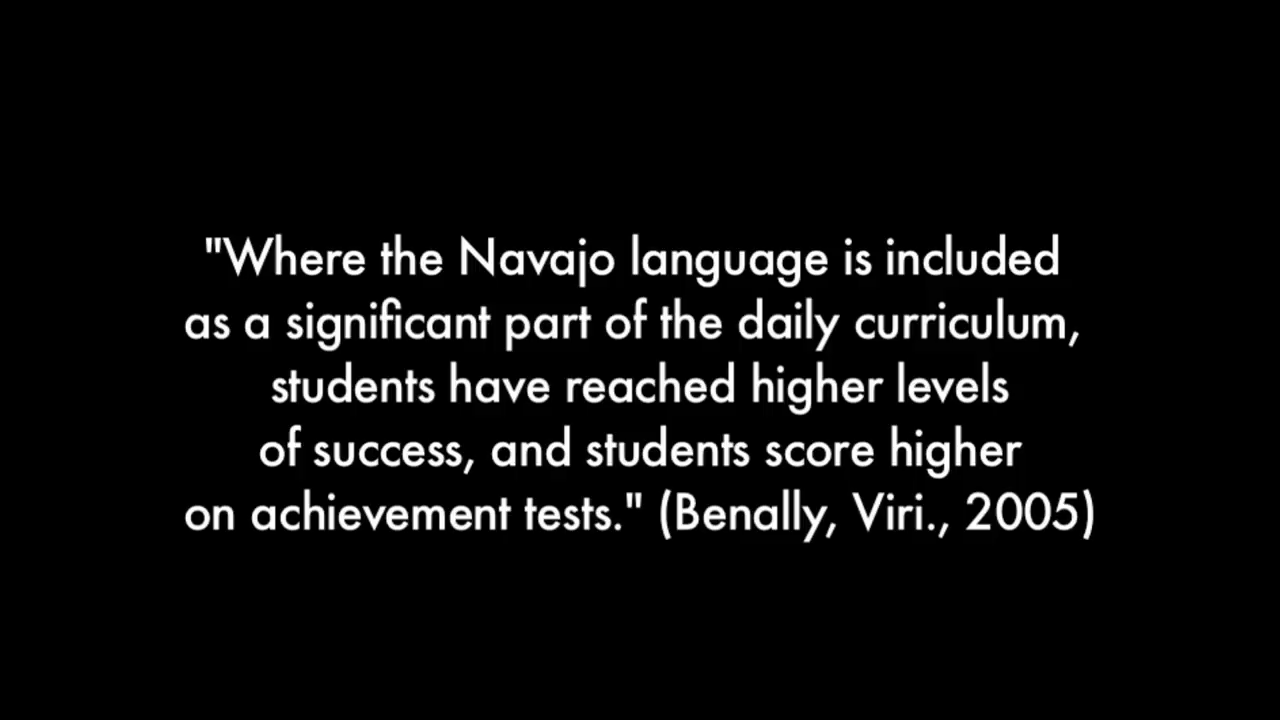 "Where the Navajo language is included
as a significant part of the daily curriculum,
students have reached higher levels
of success, and students score higher
on achievement tests." (Benally, Viri., 2005)